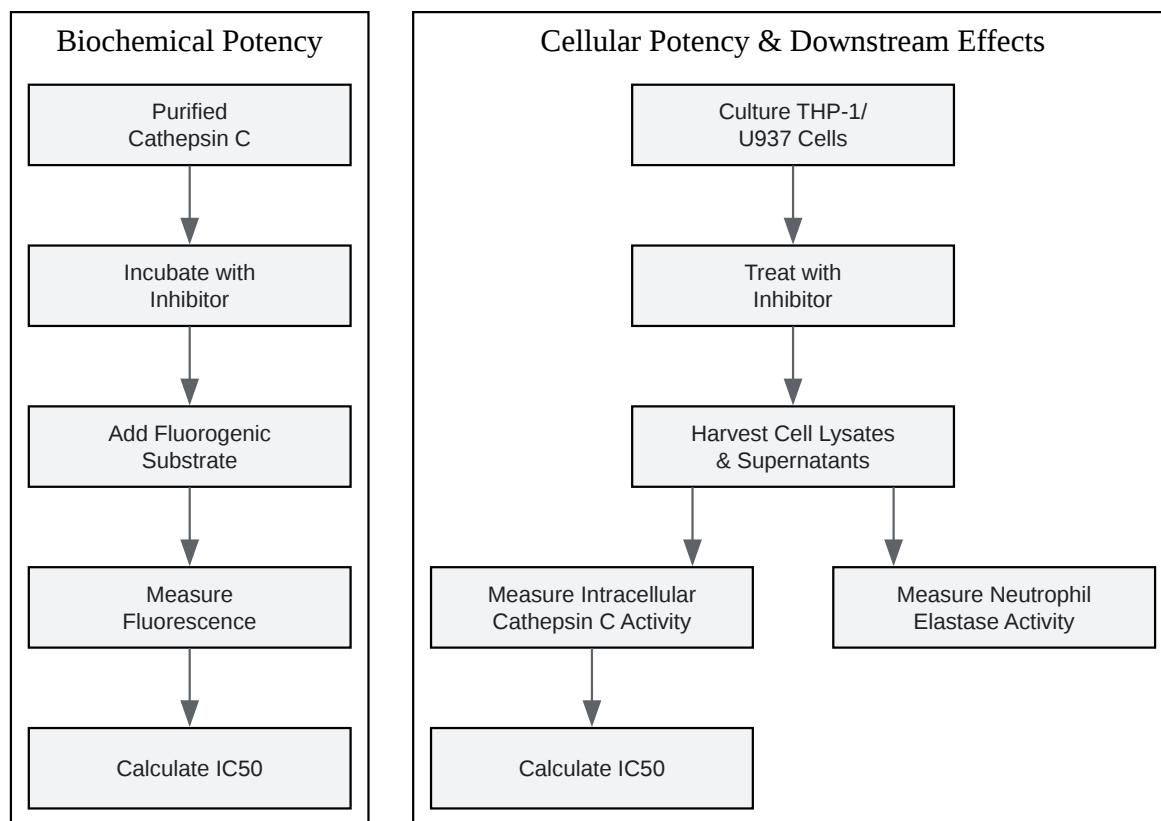 Biochemical Potency
Purified
Cathepsin C
Incubate with
Inhibitor
Add Fluorogenic
Substrate
Measure
Fluorescence
Calculate IC50
Cellular Potency & Downstream Effects
Culture THP-1/
U937 Cells
Treat with
Inhibitor
Harvest Cell Lysates
& Supernatants
Measure Intracellular
Cathepsin C Activity
Calculate IC50
Measure Neutrophil
Elastase Activity